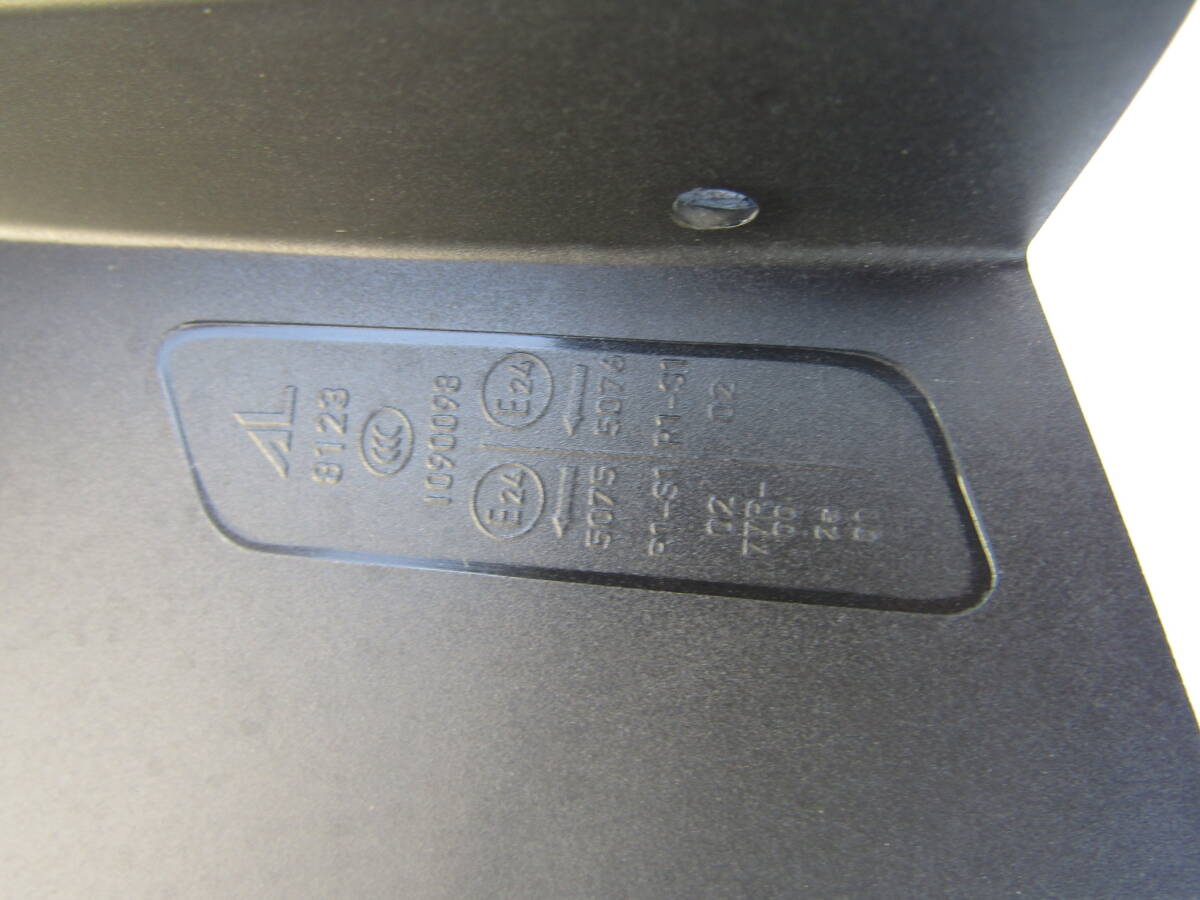 AL
8123
CCC
1090098
E24 E24
5075 5076
P1-S1 P1-S1
02 02